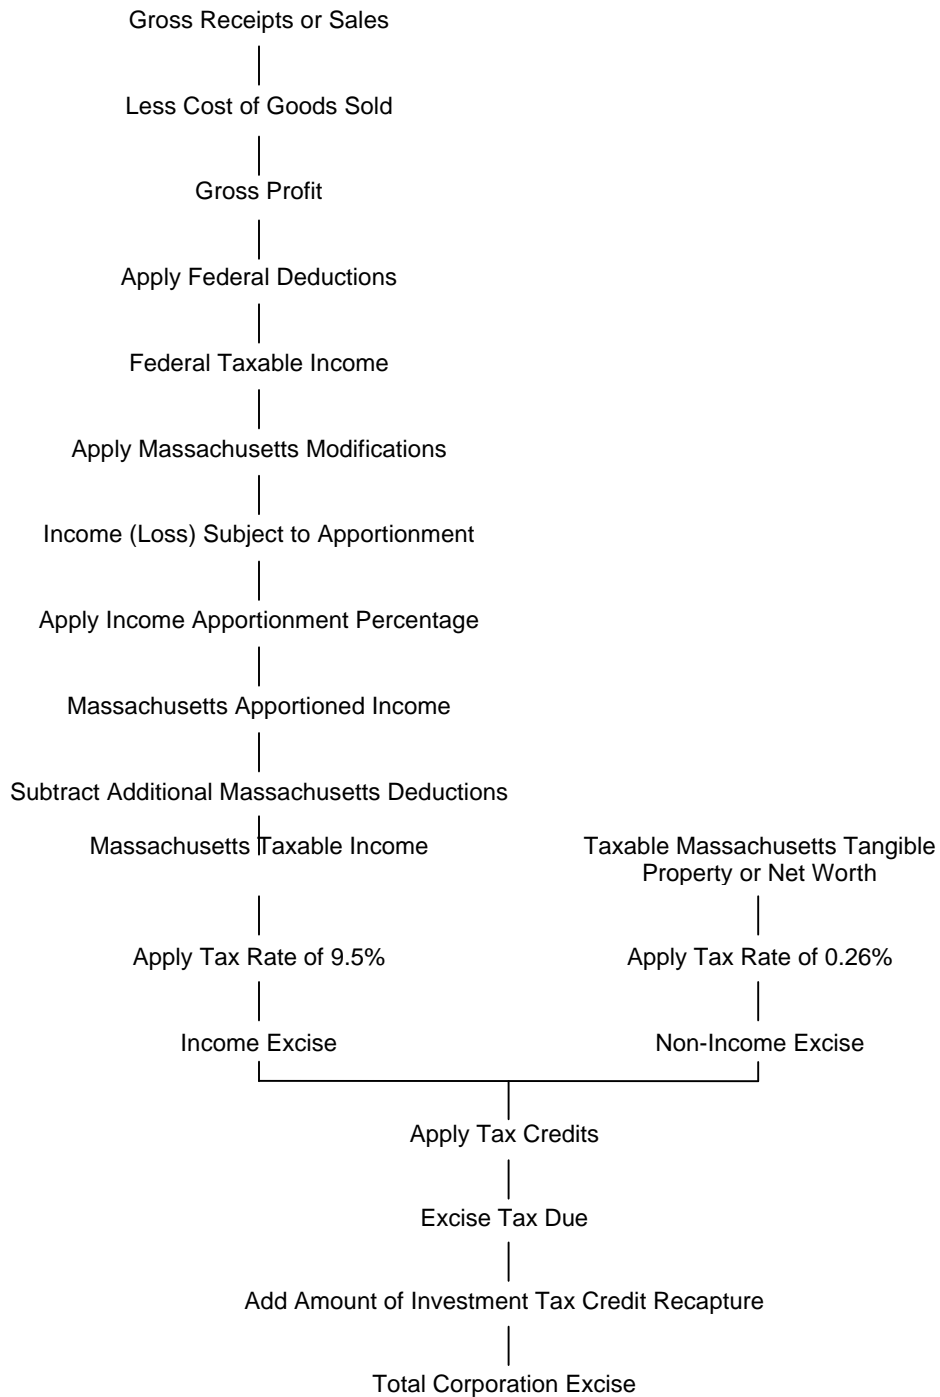 Gross Receipts or Sales
Less Cost of Goods Sold
Gross Profit
Apply Federal Deductions
Federal Taxable Income
Apply Massachusetts Modifications
Income (Loss) Subject to Apportionment
Apply Income Apportionment Percentage
Massachusetts Apportioned Income
Subtract Additional Massachusetts Deductions
Massachusetts Taxable Income
Taxable Massachusetts Tangible
Property or Net Worth
Apply Tax Rate of 9.5%
Apply Tax Rate of 0.26%
Income Excise
Non-Income Excise
Apply Tax Credits
Excise Tax Due
Add Amount of Investment Tax Credit Recapture
Total Corporation Excise